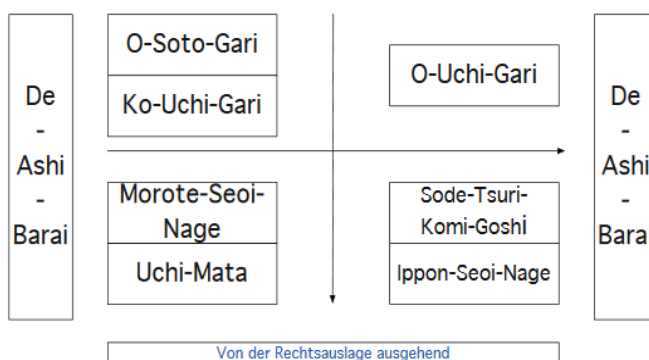 De
-
Ashi
-
Barai
O-Soto-Gari
Ko-Uchi-Gari
O-Uchi-Gari
Morote-Seoi-
Nage
Uchi-Mata
Sode-Tsuri-
Komi-Goshi
Ippon-Seoi-Nage
De
-
Ashi
-
Barai
Von der Rechtsauslage ausgehend